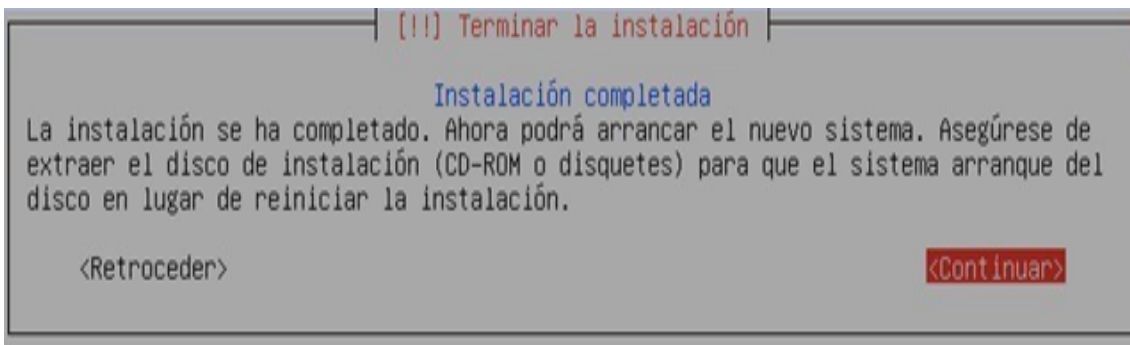 [!!] Terminar la instalación
Instalación completada
La instalación se ha completado. Ahora podrá arrancar el nuevo sistema. Asegúrese de
extraer el disco de instalación (CD-ROM o disquetes) para que el sistema arranque del
disco en lugar de reiniciar la instalación.
<Retroceder> <Continuar>